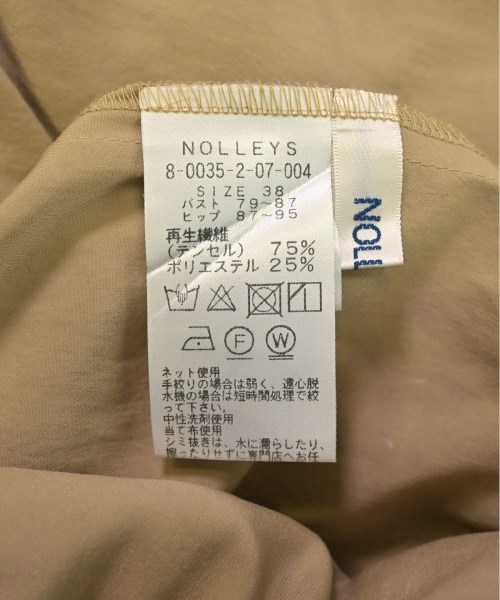 NOLLEYS
8-0035-2-07-004
SIZE 38
バスト 79~87
ヒップ 87~95
再生繊維
(テンセル) 75%
ポリエステル 25%
F
W
ネット使用
手絞りの場合は弱く、遠心脱
水機の場合は短時間処理で絞
って下さい。
中性洗剤使用
当て布使用
シミ抜きは、水に濡らしたり、
擦ったりせずに専門店へお任
NOLL